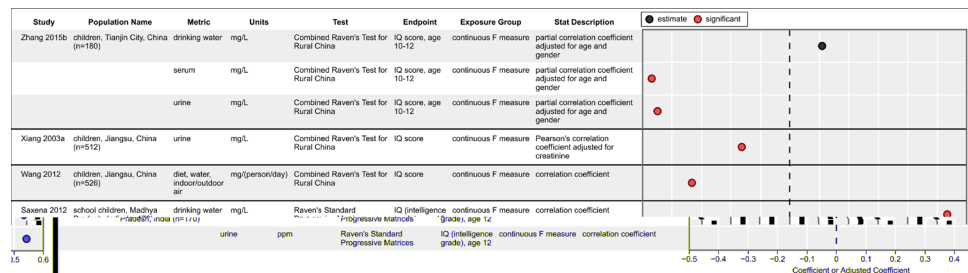 Study Population Name Metric Units Test Endpoint Exposure Group Stat Description
estimate significant
Zhang 2015b children, Tianjin City, China drinking water mg/L Combined Raven's Test for IQ score, age continuous F measure partial correlation coefficient
(n=180) Rural China 10-12 adjusted for age and
gender
serum mg/L Combined Raven's Test for IQ score, age continuous F measure partial correlation coefficient
Rural China 10-12 adjusted for age and
gender
urine mg/L Combined Raven's Test for IQ score, age continuous F measure partial correlation coefficient
Rural China 10-12 adjusted for age and
gender
Xiang 2003a children, Jiangsu, China urine mg/L Combined Raven's Test for IQ score continuous F measure Pearson's correlation
(n=512) Rural China coefficient adjusted for
creatinine
Wang 2012 children, Jiangsu, China diet, water, mg/(person/day) Combined Raven's Test for IQ score continuous F measure correlation coefficient
(n=526) indoor/outdoor Rural China
air
Saxena 2012 school children, Madhya drinking water mg/L Raven's Standard IQ (intelligence continuous F measure correlation coefficient
Pradesh, India (n=170) Progressive Matrices grade), age 12
urine ppm Raven's Standard IQ (intelligence continuous F measure correlation coefficient
Progressive Matrices grade), age 12
0.6
−0.5 −0.4 −0.3 −0.2 −0.1 0 0.1 0.2 0.3 0.4
Coefficient or Adjusted Coefficient